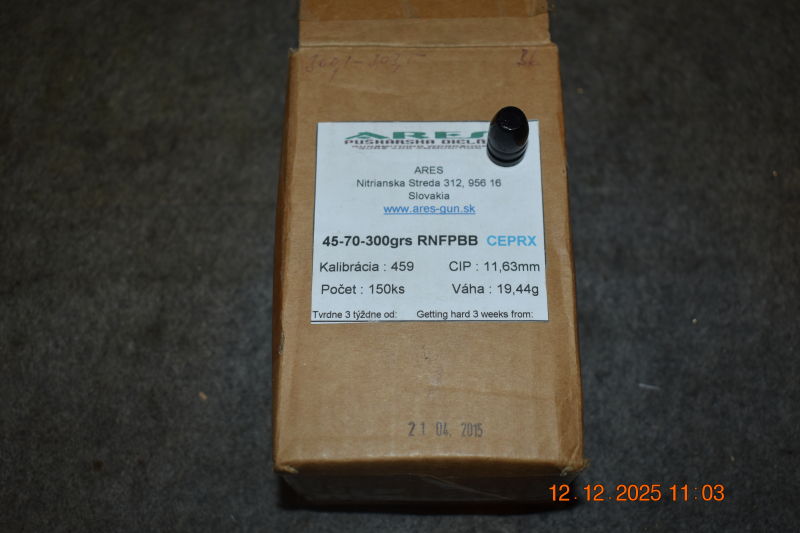 ARES
PUŠKÁRSKA DIELŇA
ARES
Nitrianska Streda 312, 956 16
Slovakia
www.ares-gun.sk
45-70-300grs RNFPBB CEPRX
Kalibrácia : 459 CIP : 11,63mm
Počet : 150ks Váha : 19,44g
Tvrdne 3 týždne od: Getting hard 3 weeks from:
21 04. 2015
12.12.2025 11:03